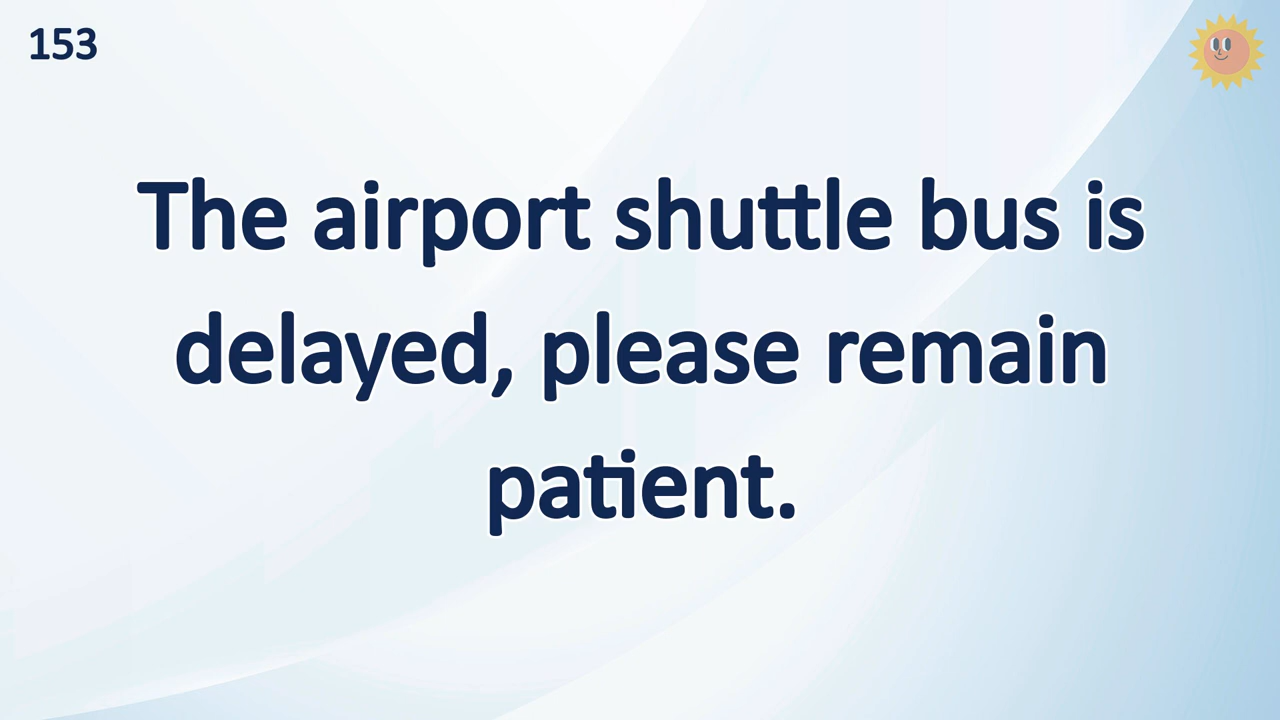 153
The airport shuttle bus is
delayed, please remain
patient.